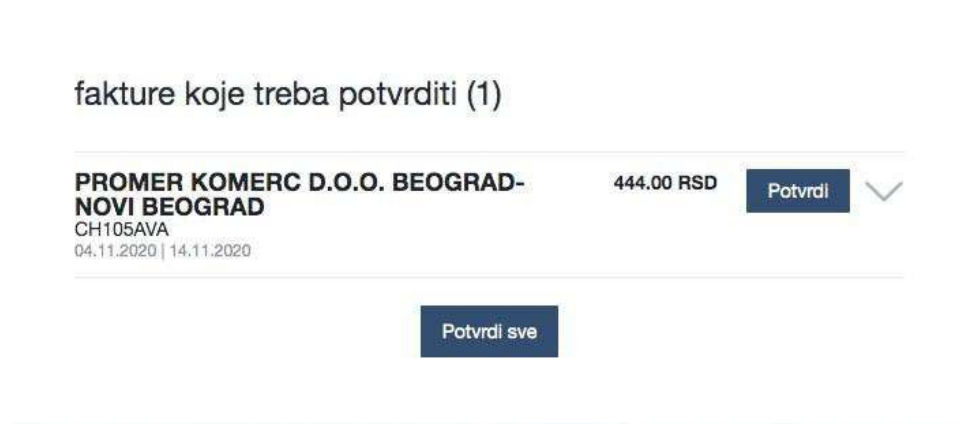 fakture koje treba potvrditi (1)
PROMER KOMERC D.O.O. BEOGRAD-
NOVI BEOGRAD
444.00 RSD
Potvrdi
CH105AVA
04.11.2020 | 14.11.2020
Potvrdi sve